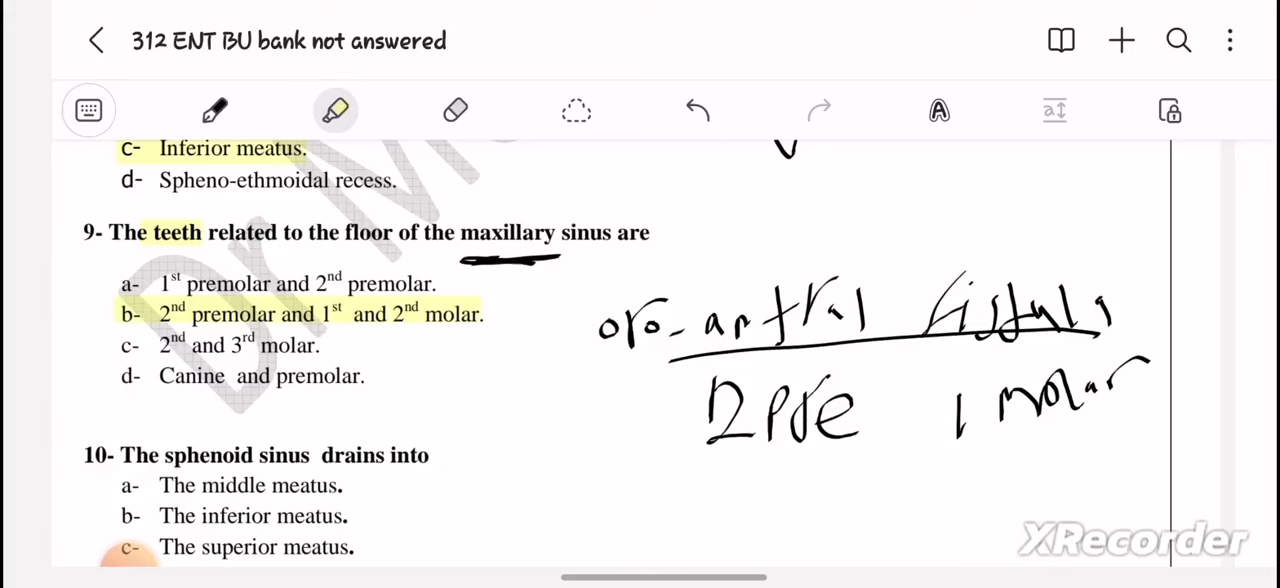 312 ENT BU bank not answered
c- Inferior meatus.
d- Spheno-ethmoidal recess.
9- The teeth related to the floor of the maxillary sinus are
a- 1st premolar and 2nd premolar.
b- 2nd premolar and 1st and 2nd molar.
c- 2nd and 3rd molar.
d- Canine and premolar.
oro-antral fistula
2 pre 1 molar
10- The sphenoid sinus drains into
a- The middle meatus.
b- The inferior meatus.
c- The superior meatus.
XRecorder